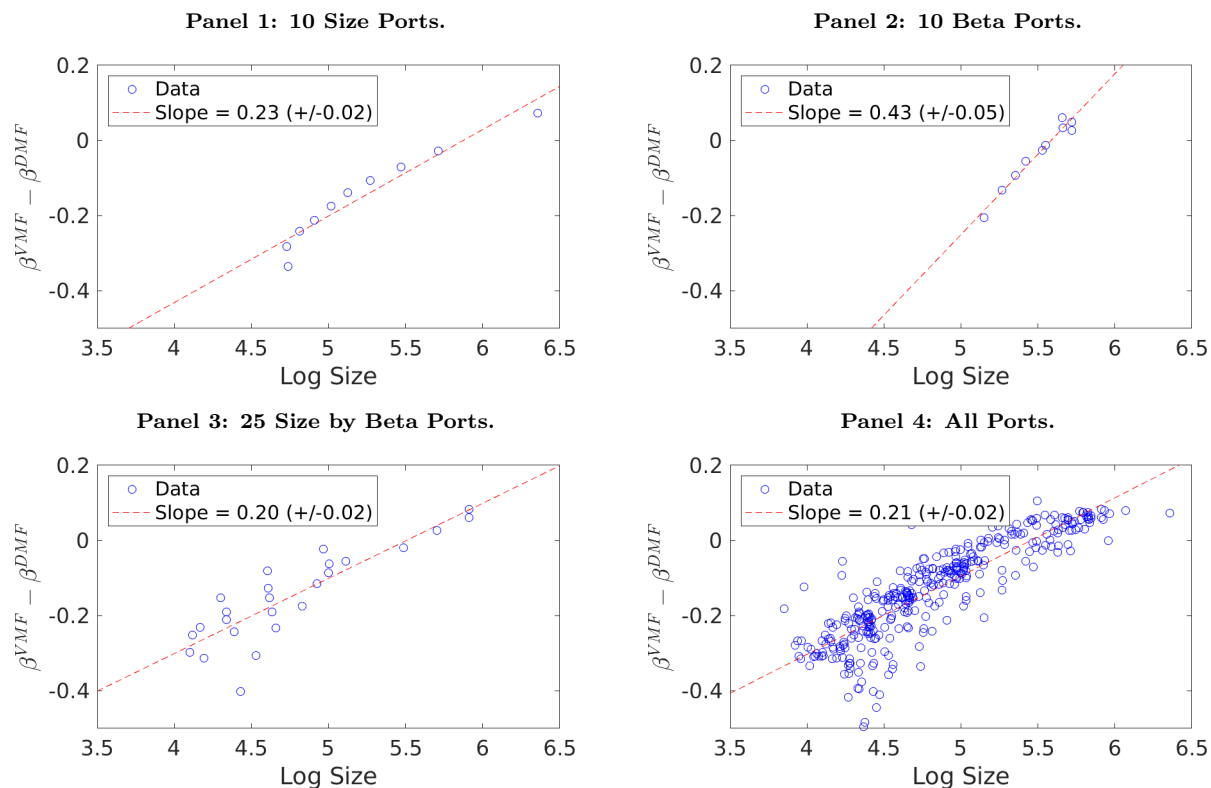 Panel 1: 10 Size Ports.
0.2
0
-0.2
-0.4
β^VMF − β^DMF
Data
Slope = 0.23 (+/-0.02)
3.5 4 4.5 5 5.5 6 6.5
Log Size
Panel 2: 10 Beta Ports.
0.2
0
-0.2
-0.4
β^VMF − β^DMF
Data
Slope = 0.43 (+/-0.05)
3.5 4 4.5 5 5.5 6 6.5
Log Size
Panel 3: 25 Size by Beta Ports.
0.2
0
-0.2
-0.4
β^VMF − β^DMF
Data
Slope = 0.20 (+/-0.02)
3.5 4 4.5 5 5.5 6 6.5
Log Size
Panel 4: All Ports.
0.2
0
-0.2
-0.4
β^VMF − β^DMF
Data
Slope = 0.21 (+/-0.02)
3.5 4 4.5 5 5.5 6 6.5
Log Size